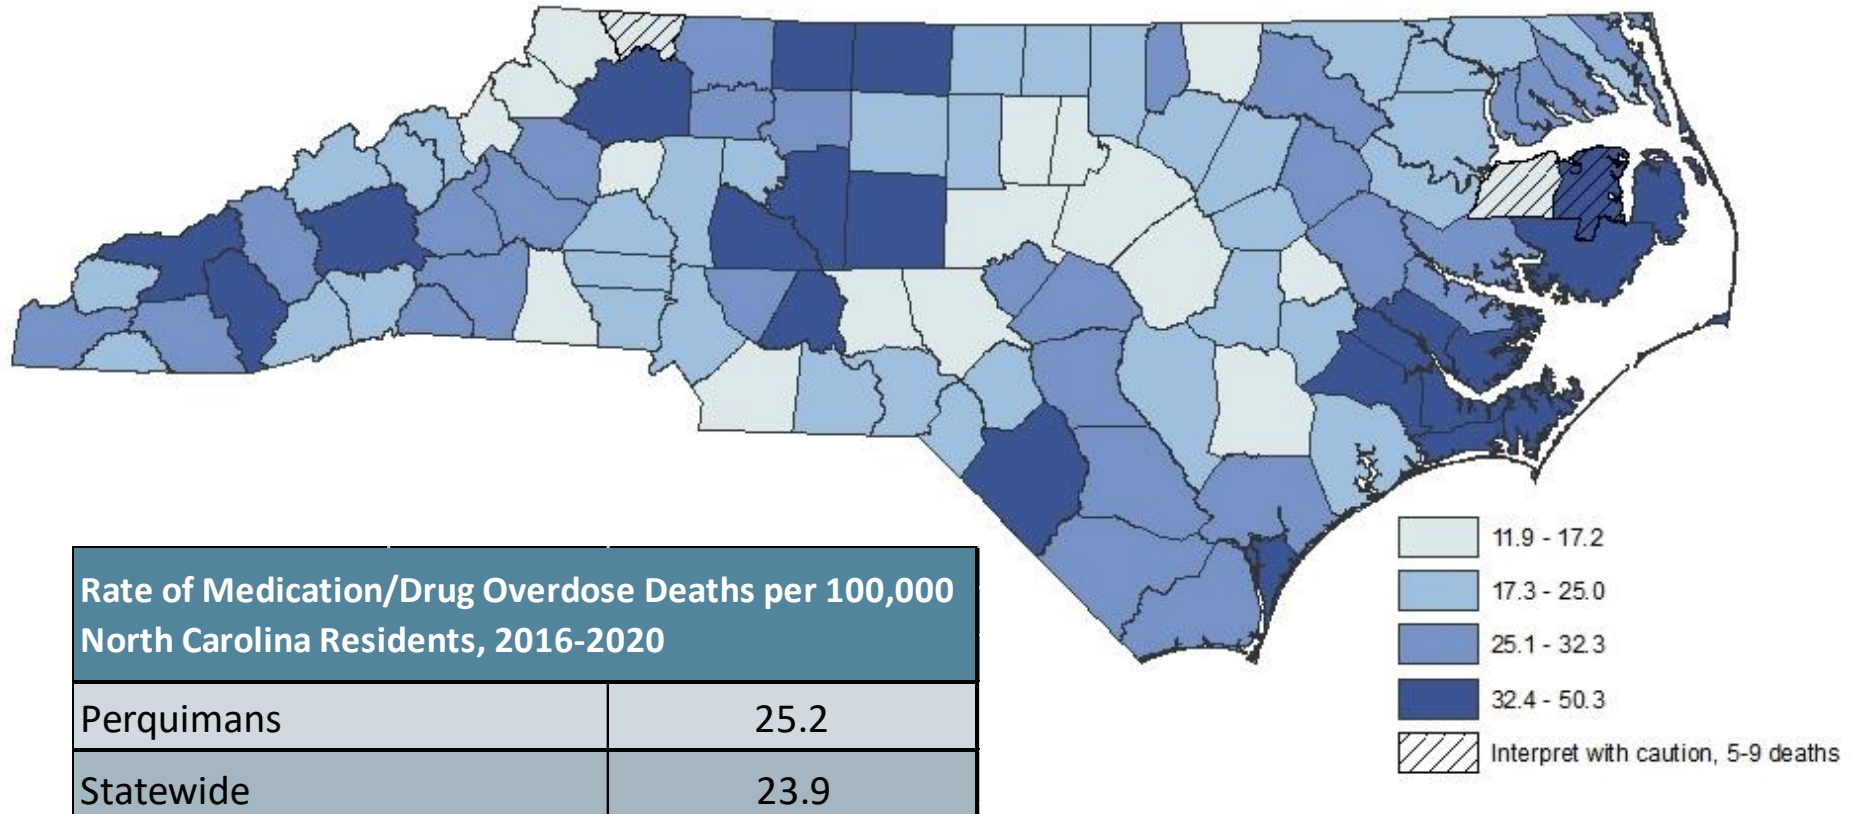 11.9 - 17.2
17.3 - 25.0
25.1 - 32.3
32.4 - 50.3
Interpret with caution, 5-9 deaths
Rate of Medication/Drug Overdose Deaths per 100,000
North Carolina Residents, 2016-2020
Perquimans 25.2
Statewide 23.9